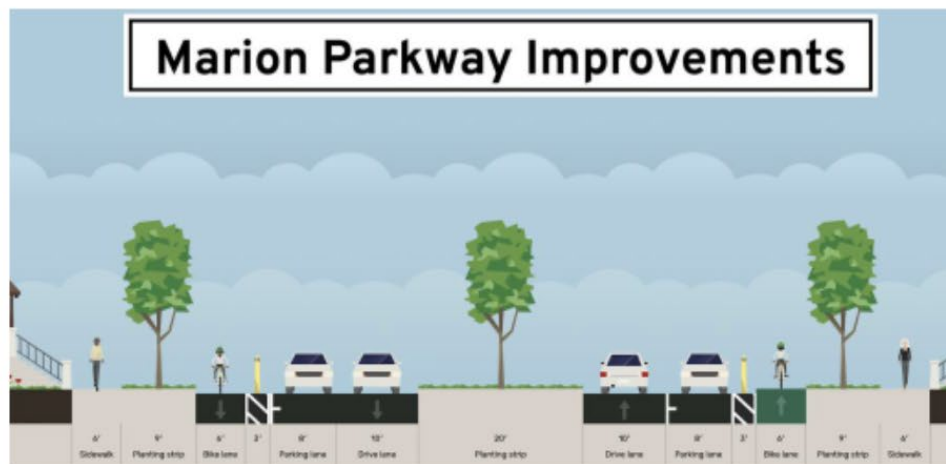 Marion Parkway Improvements
6' 9' 6' 3' 8' 10' 20' 10' 8' 3' 6' 9' 6'
Sidewalk Planting strip Bike lane Parking lane Drive lane Planting strip Drive lane Parking lane Bike lane Planting strip Sidewalk